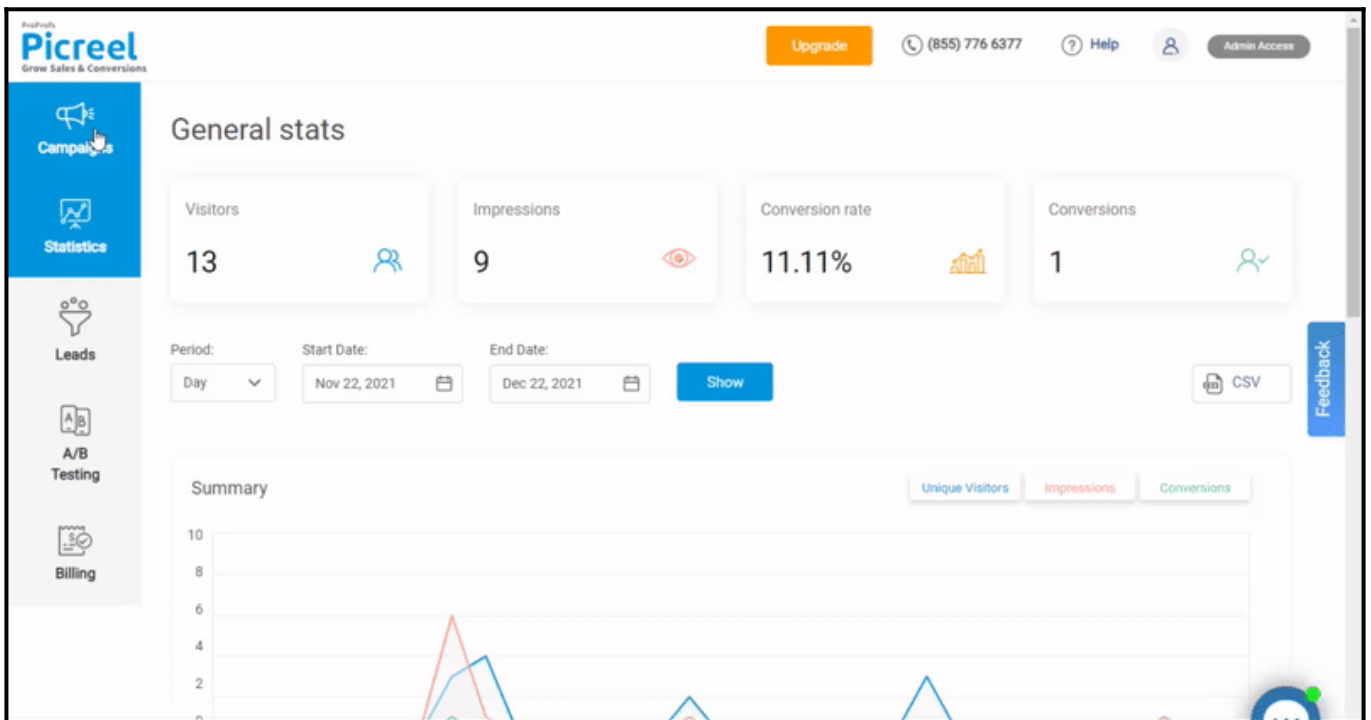 ProProfs
Picreel
Grow Sales & Conversions
Upgrade
(855) 776 6377
? Help
Admin Access
Campaigns
Statistics
Leads
A B
A/B
Testing
Billing
General stats
Visitors
13
Impressions
9
Conversion rate
11.11%
Conversions
1
Period:
Day
Start Date:
Nov 22, 2021
End Date:
Dec 22, 2021
Show
CSV
Feedback
Summary
Unique Visitors
Impressions
Conversions
10
8
6
4
2
0